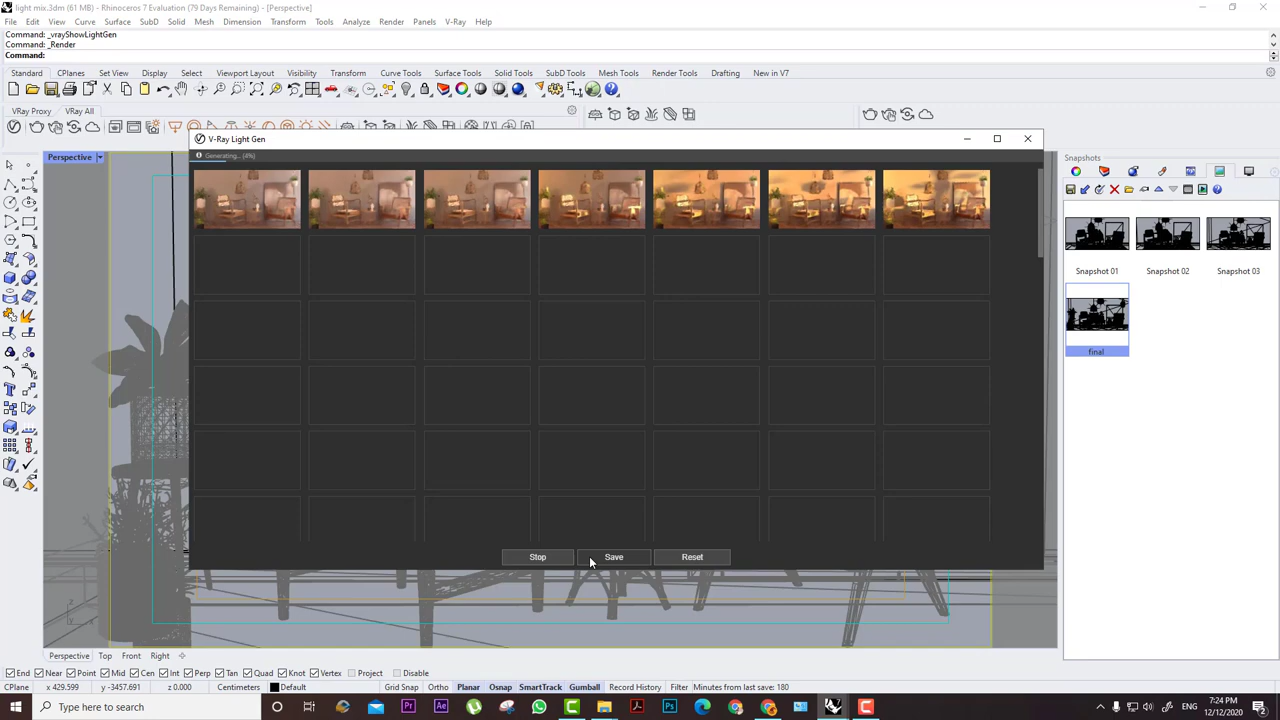 light mix.3dm (61 MB) - Rhinoceros 7 Evaluation (79 Days Remaining) - [Perspective]
File Edit View Curve Surface SubD Solid Mesh Dimension Transform Tools Analyze Render Panels V-Ray Help
Command: _vrayShowLightGen
Command: _Render
Command:
Standard CPlanes Set View Display Select Viewport Layout Visibility Transform Curve Tools Surface Tools Solid Tools SubD Tools Mesh Tools Render Tools Drafting New in V7
VRay Proxy VRay All
V-Ray Light Gen
Perspective
Generating... (4%)
Snapshots
Snapshot 01 Snapshot 02 Snapshot 03
final
Stop Save Reset
Perspective Top Front Right
End Near Point Mid Cen Int Perp Tan Quad Knot Vertex Project Disable
CPlane x 429.599 y -3457.691 z 0.000 Centimeters Default Grid Snap Ortho Planar Osnap SmartTrack Gumball Record History Filter Minutes from last save: 180
Type here to search
7:24 PM
12/12/2020